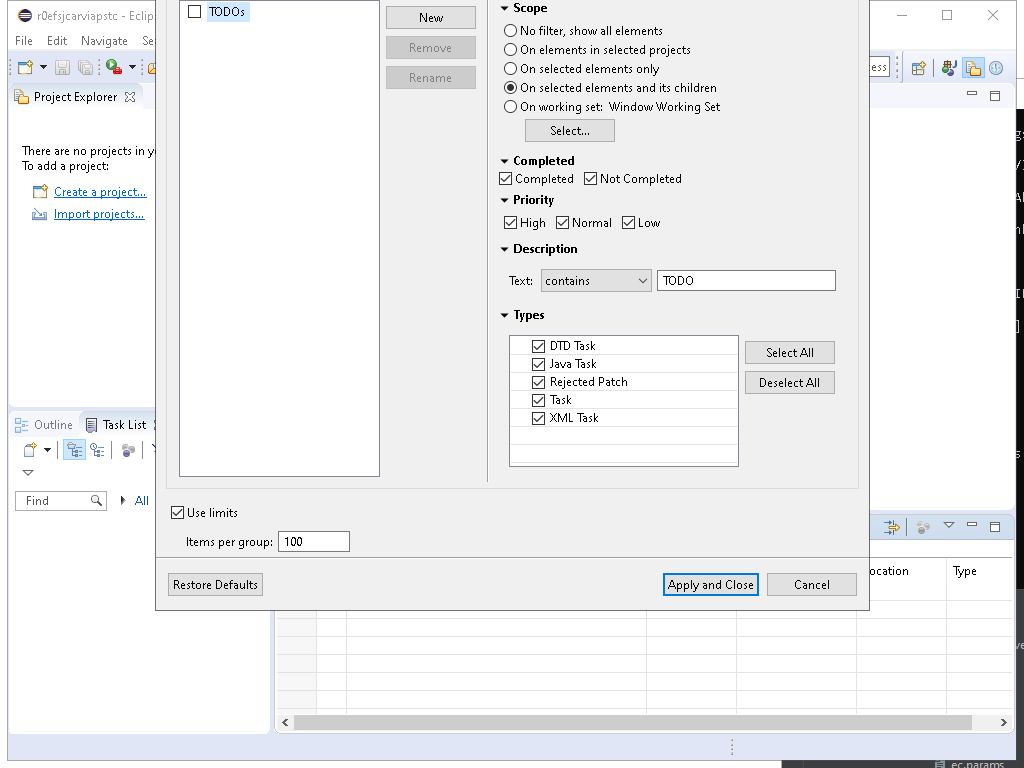 r0efsjcarviapstc - Eclip
File Edit Navigate Se
Project Explorer
There are no projects in y
To add a project:
Create a project...
Import projects...
Outline Task List
Find All
TODOs
New
Remove
Rename
Scope
No filter, show all elements
On elements in selected projects
On selected elements only
On selected elements and its children
On working set: Window Working Set
Select...
Completed
Completed Not Completed
Priority
High Normal Low
Description
Text: contains TODO
Types
DTD Task
Java Task
Rejected Patch
Task
XML Task
Select All
Deselect All
Use limits
Items per group: 100
Restore Defaults Apply and Close Cancel
ess
ocation Type
ec.params